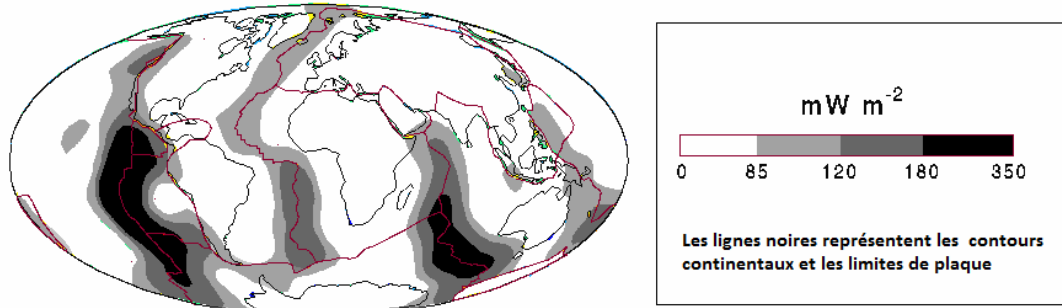 mW m-2
0 85 120 180 350
Les lignes noires représentent les contours
continentaux et les limites de plaque